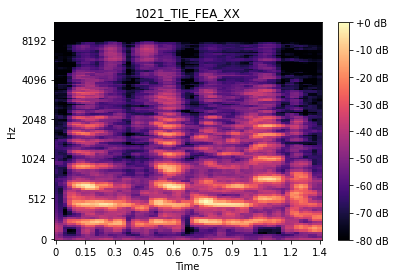 1021_TIE_FEA_XX
8192
4096
2048
1024
512
0
Hz
0 0.15 0.3 0.45 0.6 0.75 0.9 1.1 1.2 1.4
Time
+0 dB
-10 dB
-20 dB
-30 dB
-40 dB
-50 dB
-60 dB
-70 dB
-80 dB